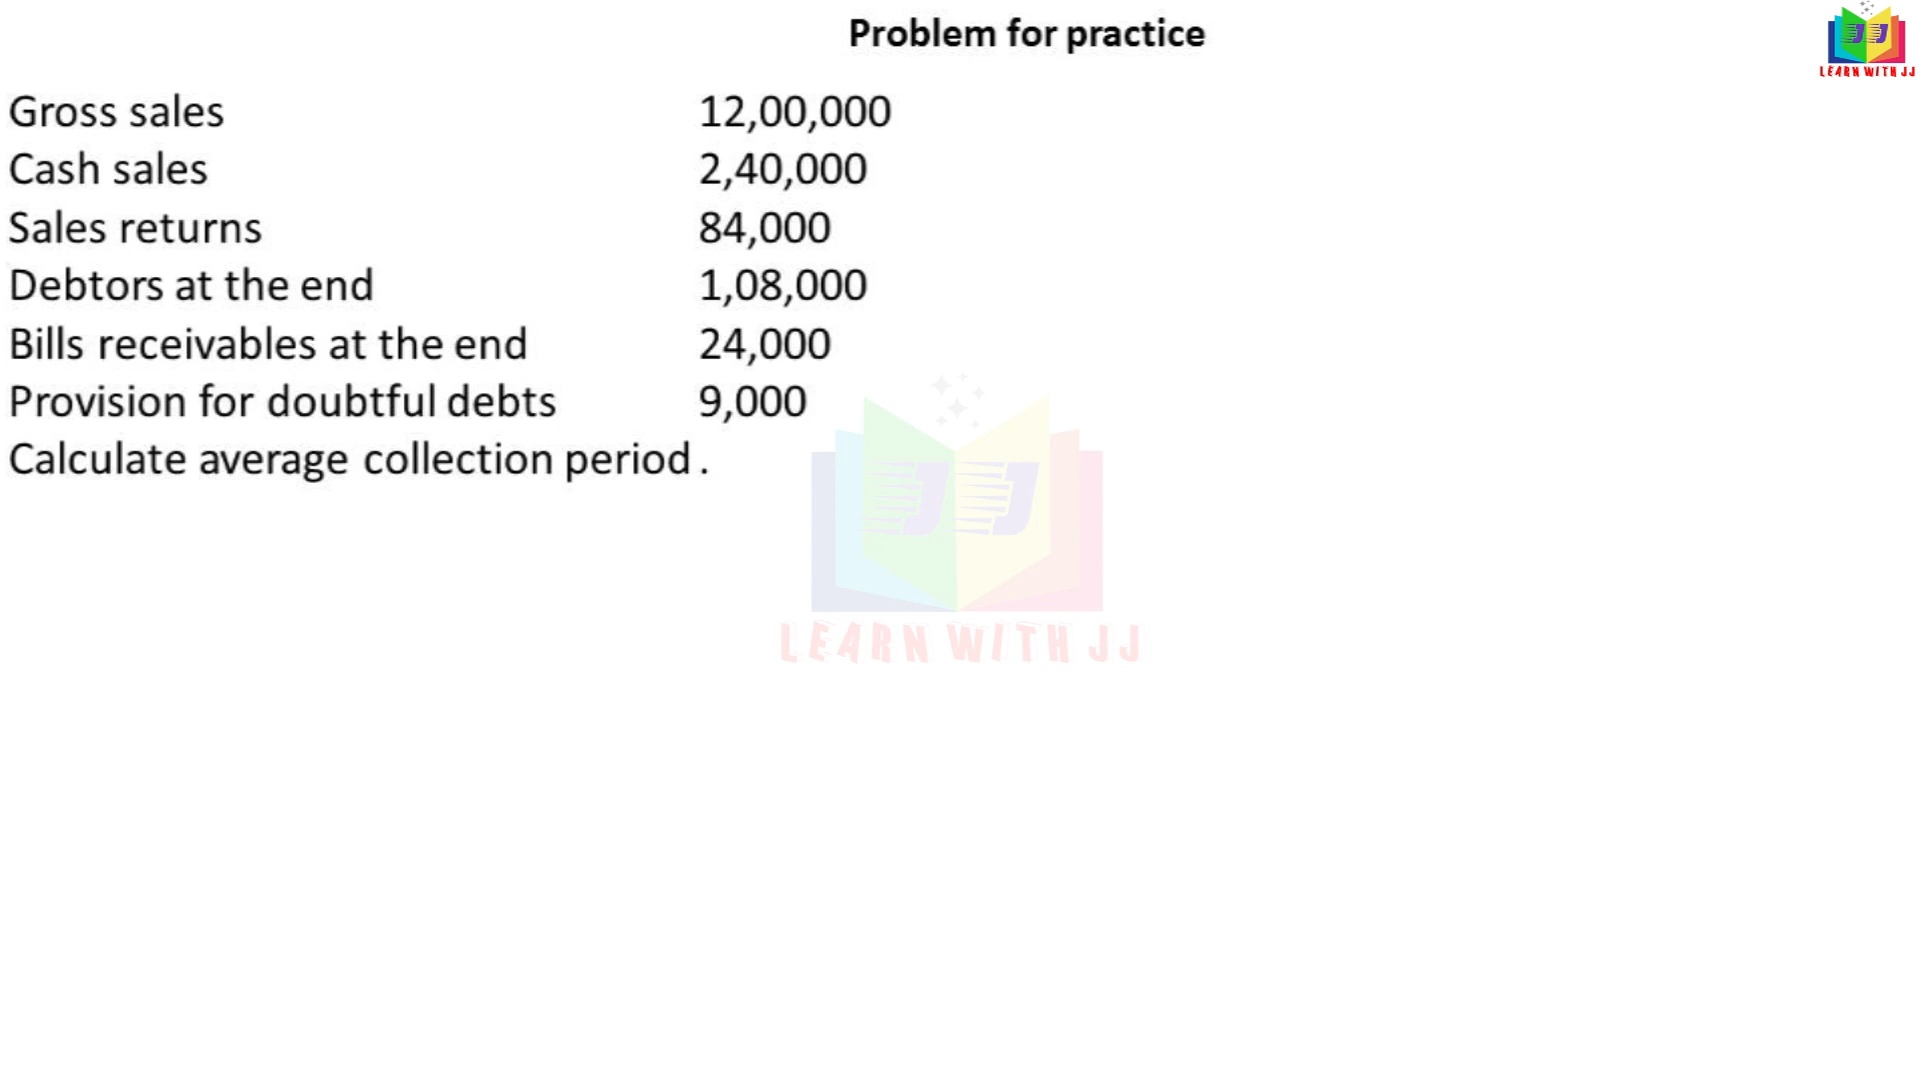 Problem for practice
LEARN WITH JJ
Gross sales 12,00,000
Cash sales 2,40,000
Sales returns 84,000
Debtors at the end 1,08,000
Bills receivables at the end 24,000
Provision for doubtful debts 9,000
Calculate average collection period .
JJ
LEARN WITH JJ